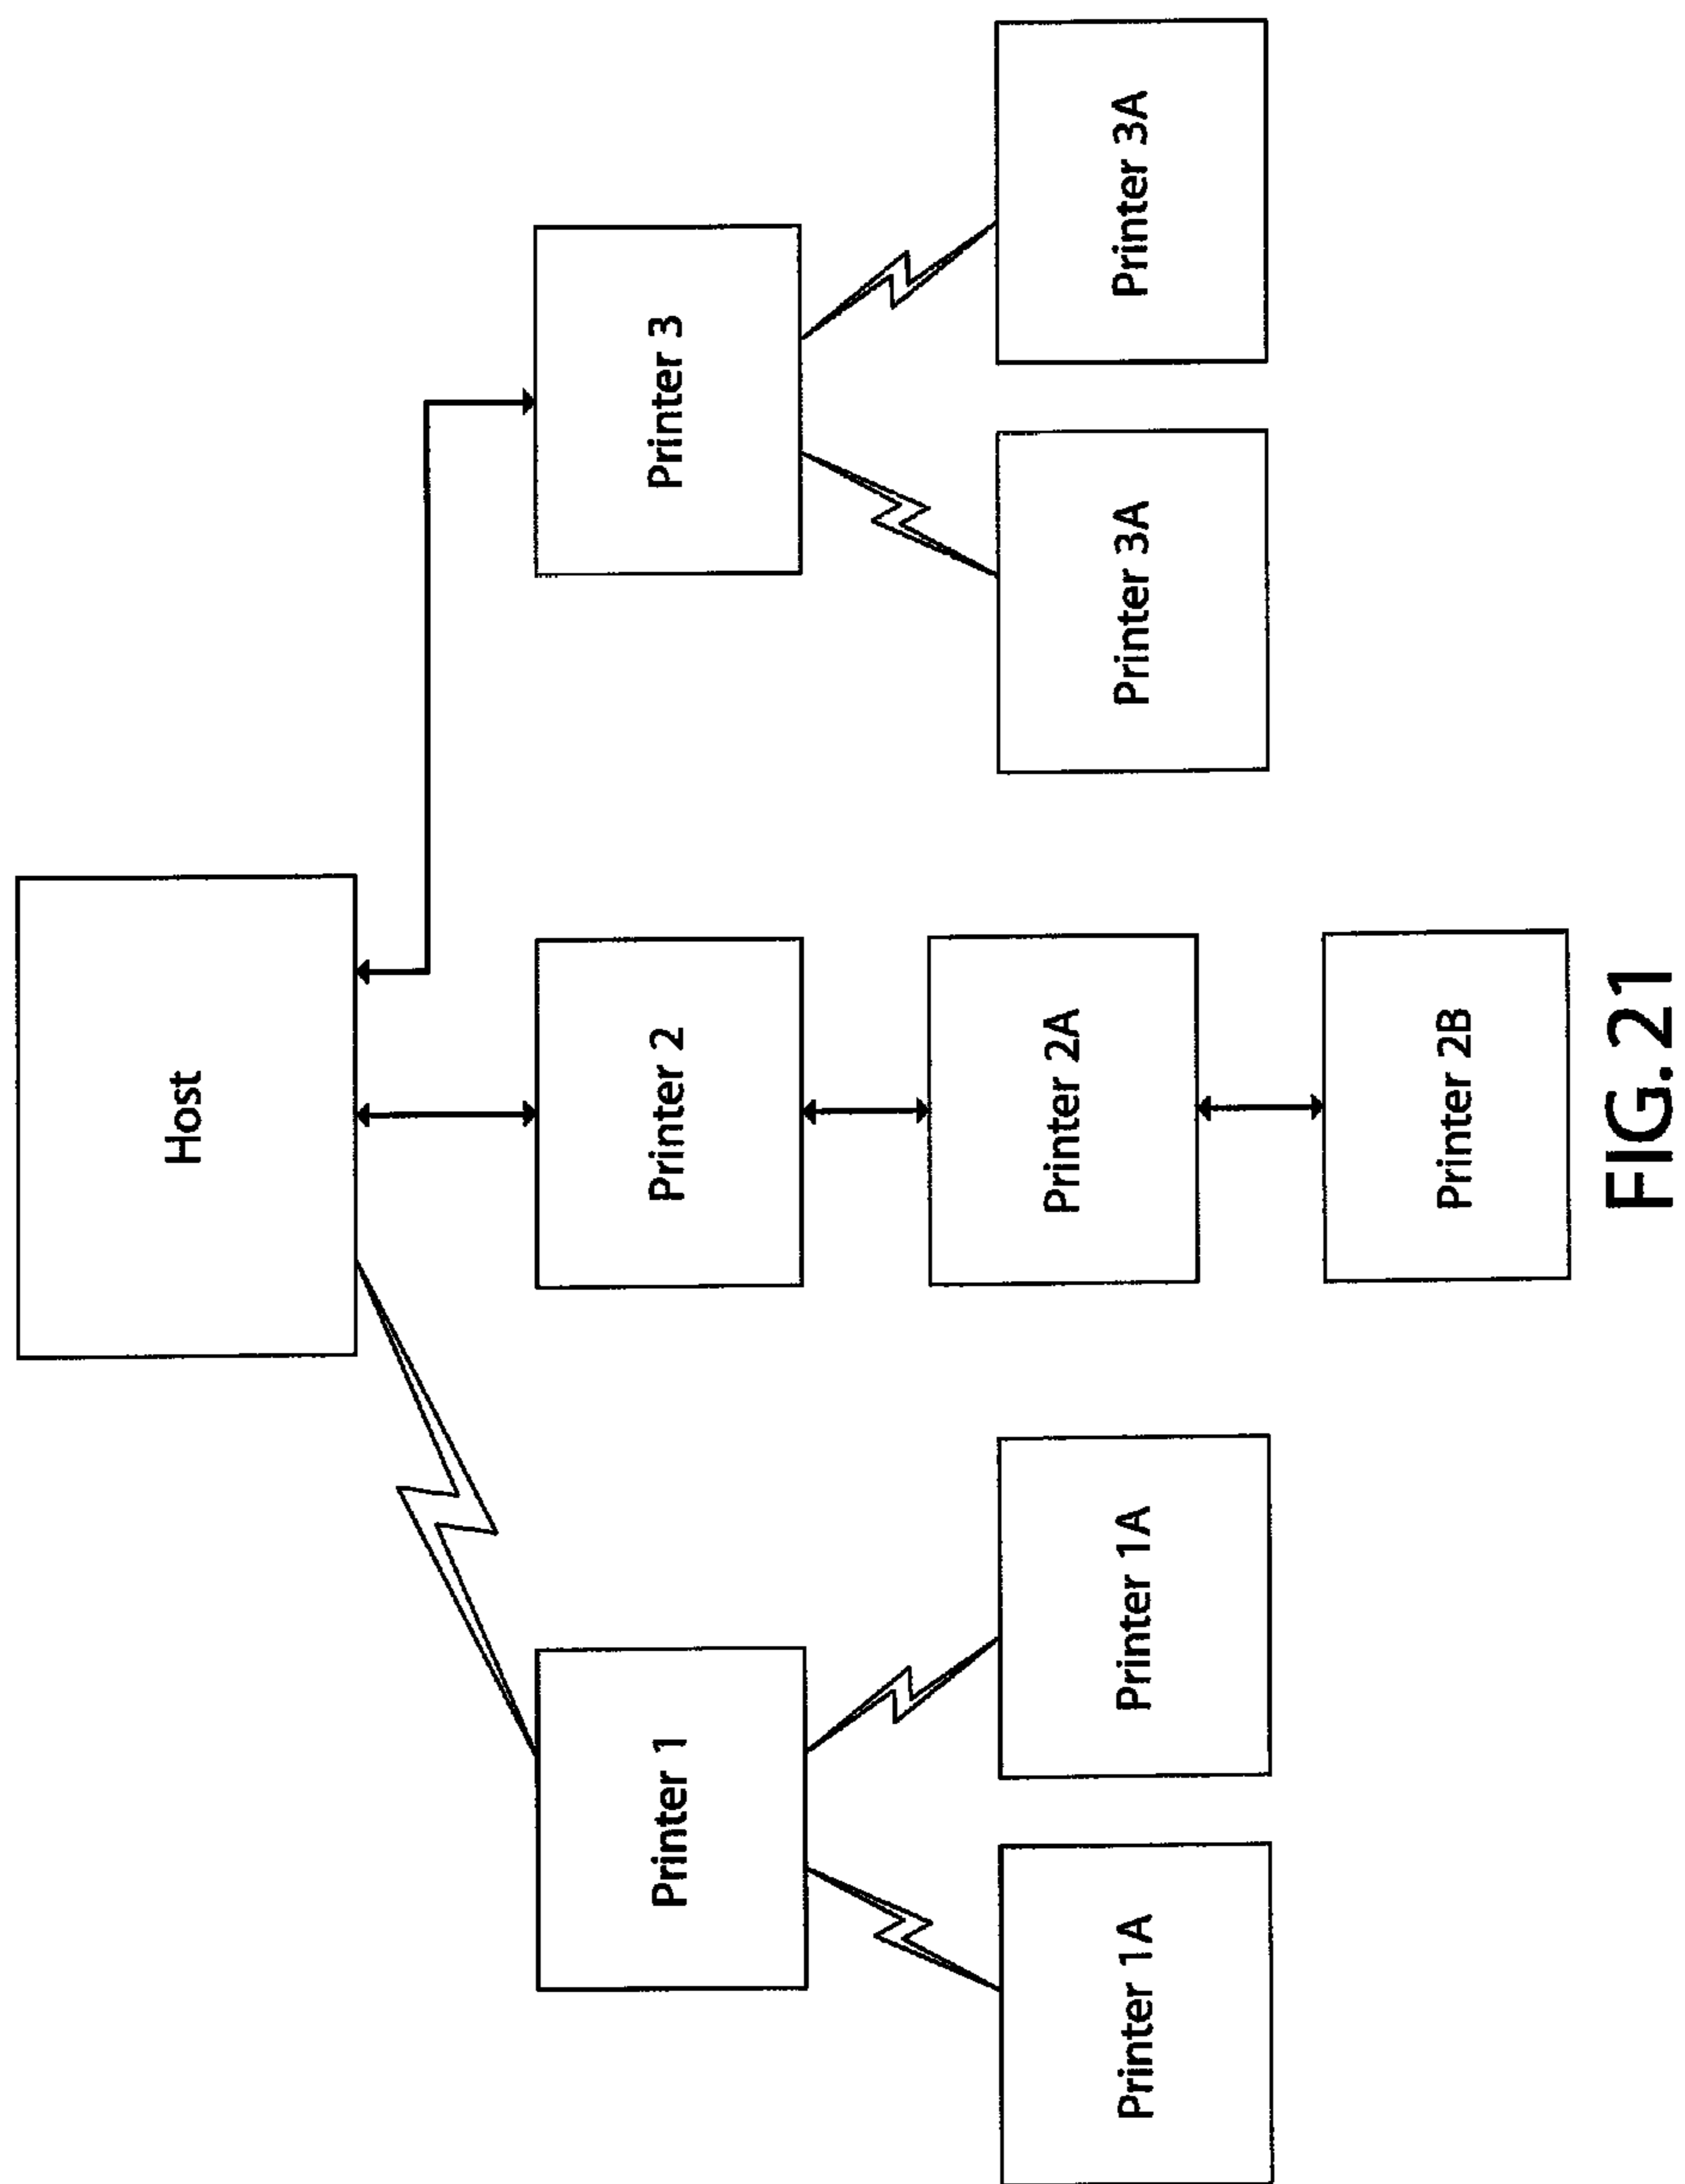 Host
Printer 1
Printer 2
Printer 3
Printer 1A
Printer 1A
Printer 2A
Printer 3A
Printer 3A
Printer 2B
FIG.21